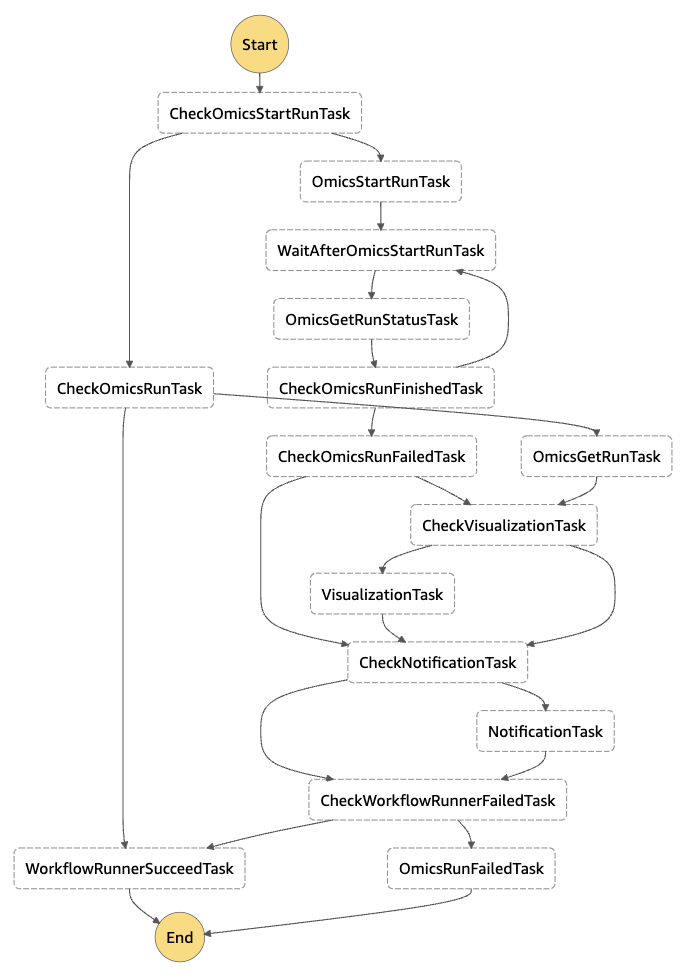 Start
CheckOmicsStartRunTask
OmicsStartRunTask
WaitAfterOmicsStartRunTask
OmicsGetRunStatusTask
CheckOmicsRunTask
CheckOmicsRunFinishedTask
CheckOmicsRunFailedTask
OmicsGetRunTask
CheckVisualizationTask
VisualizationTask
CheckNotificationTask
NotificationTask
CheckWorkflowRunnerFailedTask
WorkflowRunnerSucceedTask
OmicsRunFailedTask
End